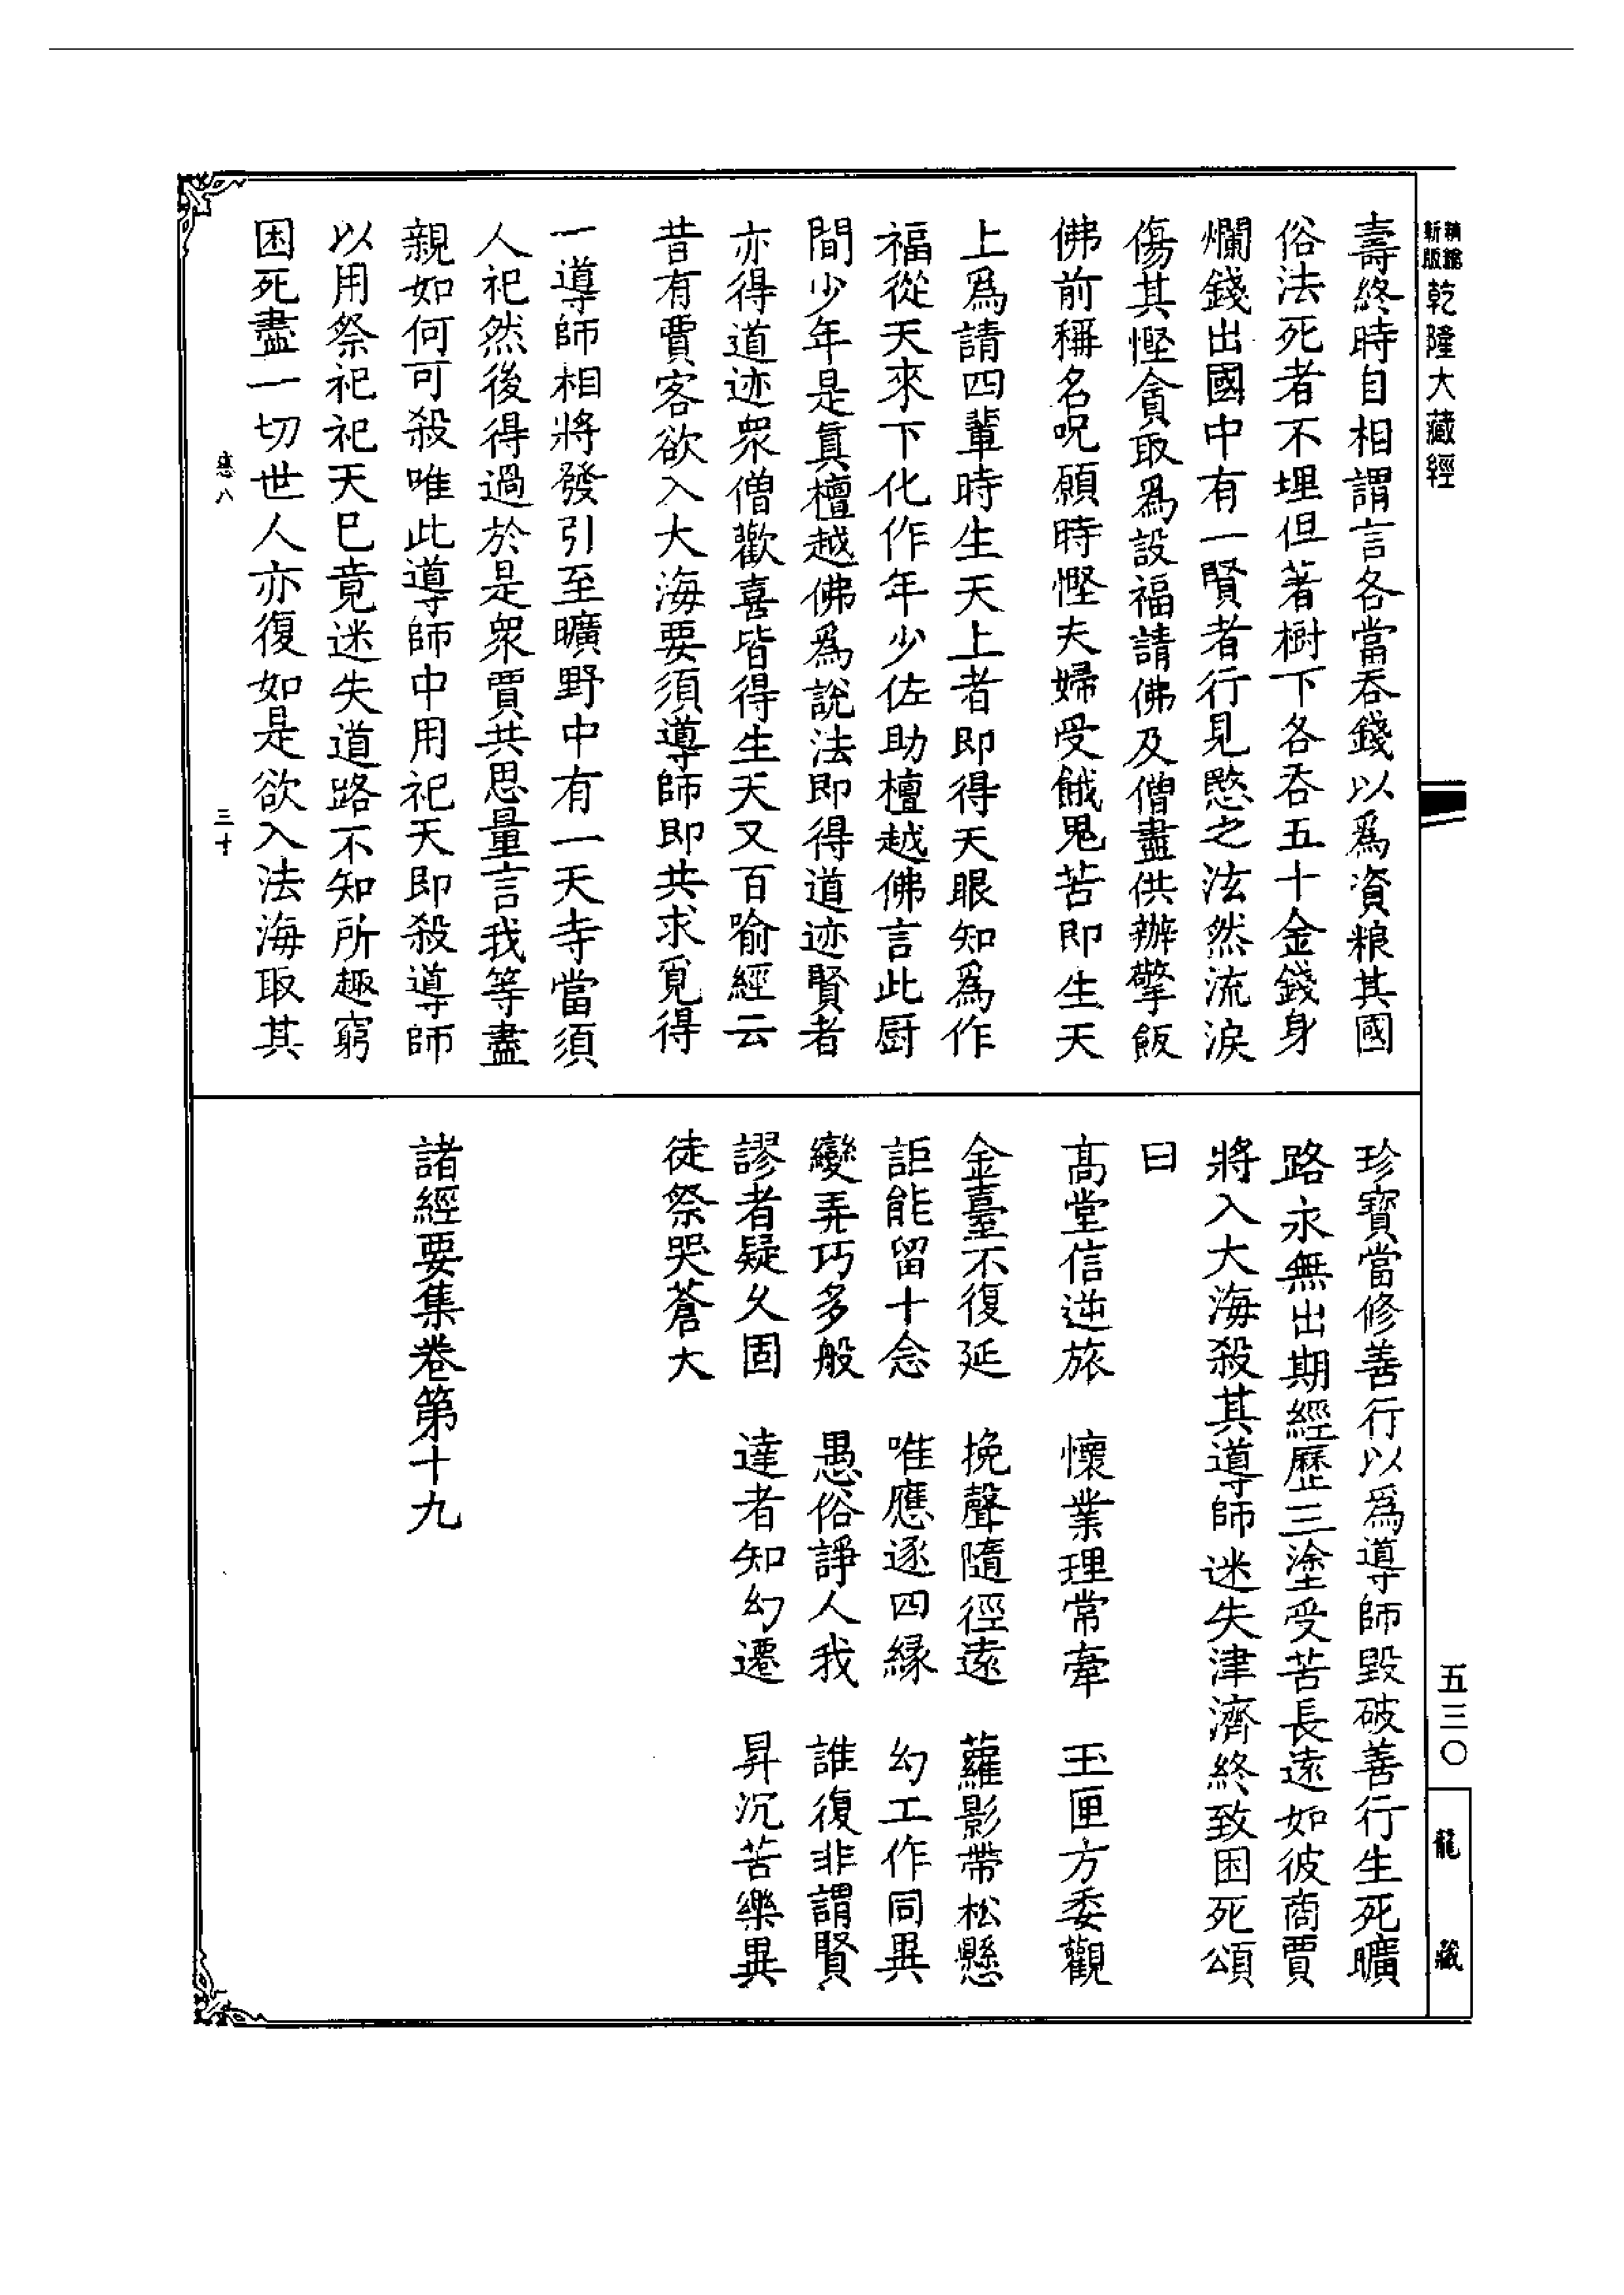 新版
精編
乾隆大藏經
壽終時自相謂言各當吞錢以爲資粮其國
俗法死者不埋但著樹下各吞五十金錢身
爛錢出國中有一賢者行見愍之泫然流淚
傷其慳貪取爲設福請佛及僧盡供辦擎飯
佛前稱名呪願時慳夫婦受餓鬼苦即生天
上爲請四輩時生天上者即得天眼知爲作
福從天來下化作年少佐助檀越佛言此厨
間少年是眞檀越佛爲說法即得道迹賢者
亦得道迹衆僧歡喜皆得生天又百喻經云
昔有賈客欲入大海要須導師即共求覓得
一導師相將發引至曠野中有一天寺當須
人祀然後得過於是衆賈共思量言我等盡
親如何可殺唯此導師中用祀天即殺導師
以用祭祀祀天巳竟迷失道路不知所趣窮
困死盡一切世人亦復如是欲入法海取其
三十
珍寶當修善行以爲導師毀破善行生死曠
路永無出期經歷三塗受苦長遠如彼商賈
將入大海殺其導師迷失津濟終致困死頌
曰
高堂信逆旅　懷業理常牽　玉匣方委觀
金臺不復延　挽聲隨徑遠　蘿影帶松懸
詎能留十念　唯應逐四縁　幻工作同異
變弄巧多般　愚俗諍人我　誰復非謂賢
謬者疑久固　達者知幻遷　昇沉苦樂異
徒祭哭蒼大
諸經要集卷第十九
五三〇
龍藏